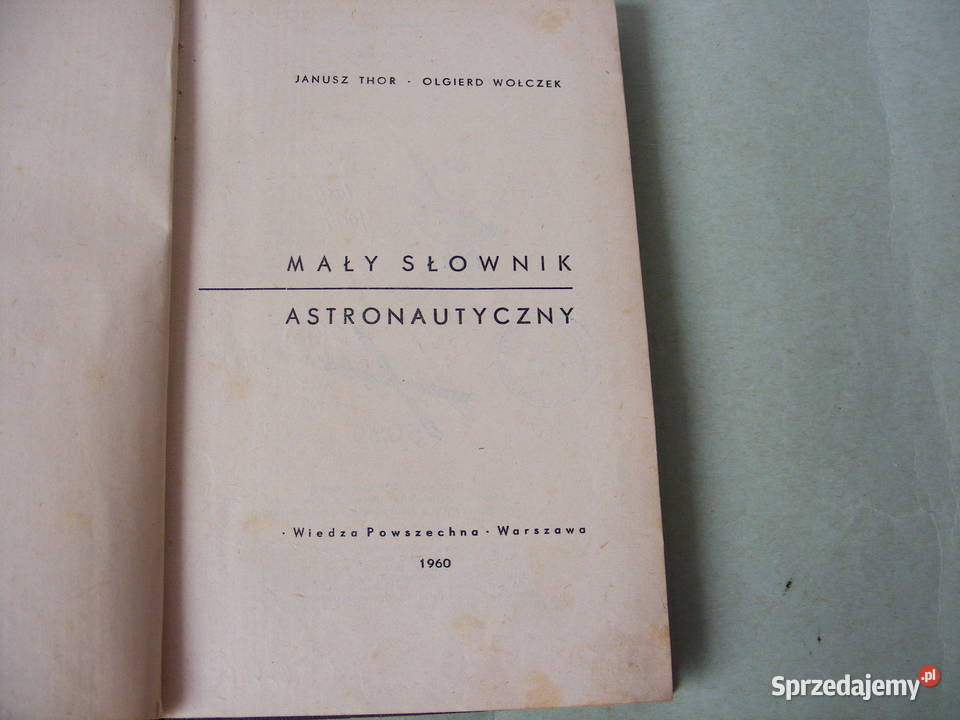 JANUSZ THOR - OLGIERD WOŁCZEK
MAŁY SŁOWNIK
ASTRONAUTYCZNY
· Wiedza Powszechna · Warszawa
1960
Sprzedajemy.pl